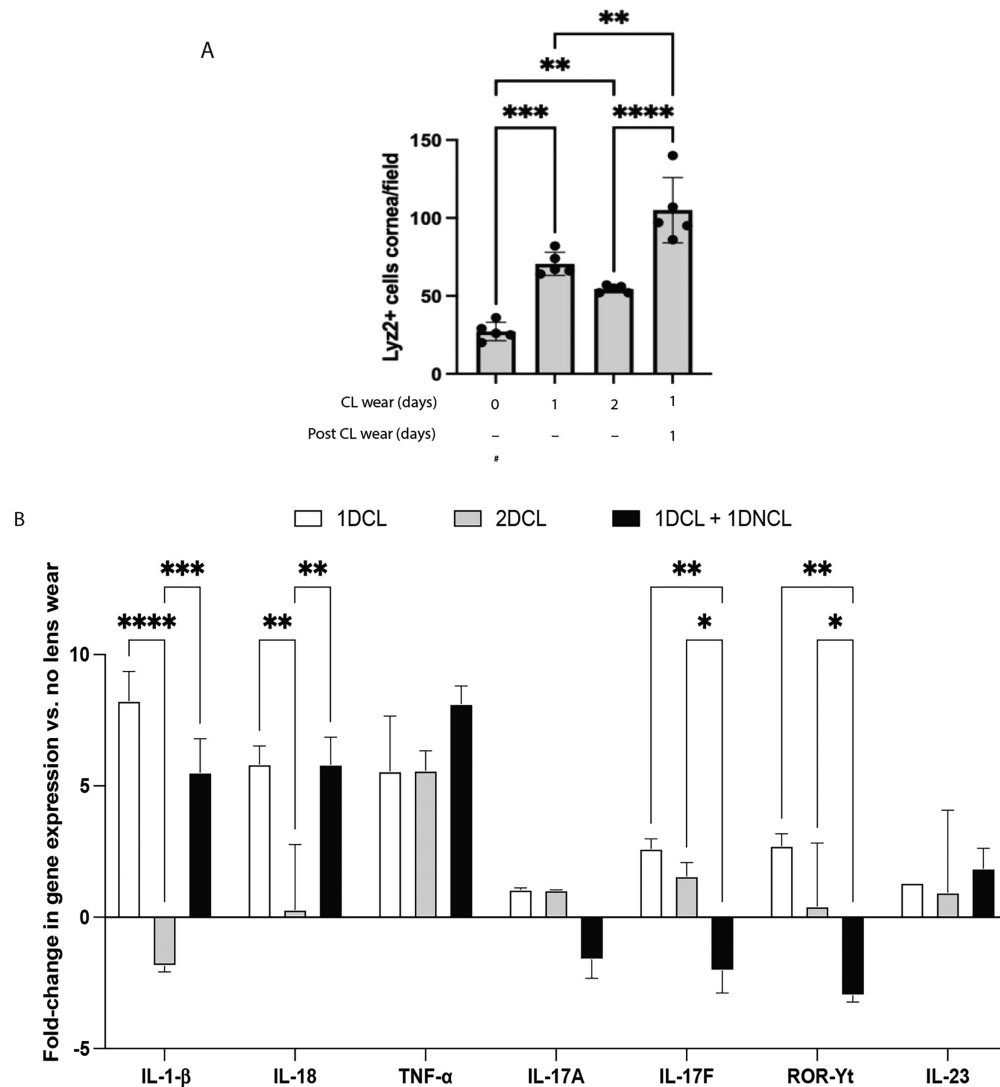 A
**
**
*** ****
Lyz2+ cells cornea/field
150
100
50
0
CL wear (days) 0 1 2 1
Post CL wear (days) – – – 1
#
B
1DCL 2DCL 1DCL + 1DNCL
Fold-change in gene expression vs. no lens wear
*** ** ** **
**** ** * *
10
5
0
-5
IL-1-β IL-18 TNF-α IL-17A IL-17F ROR-Yt IL-23